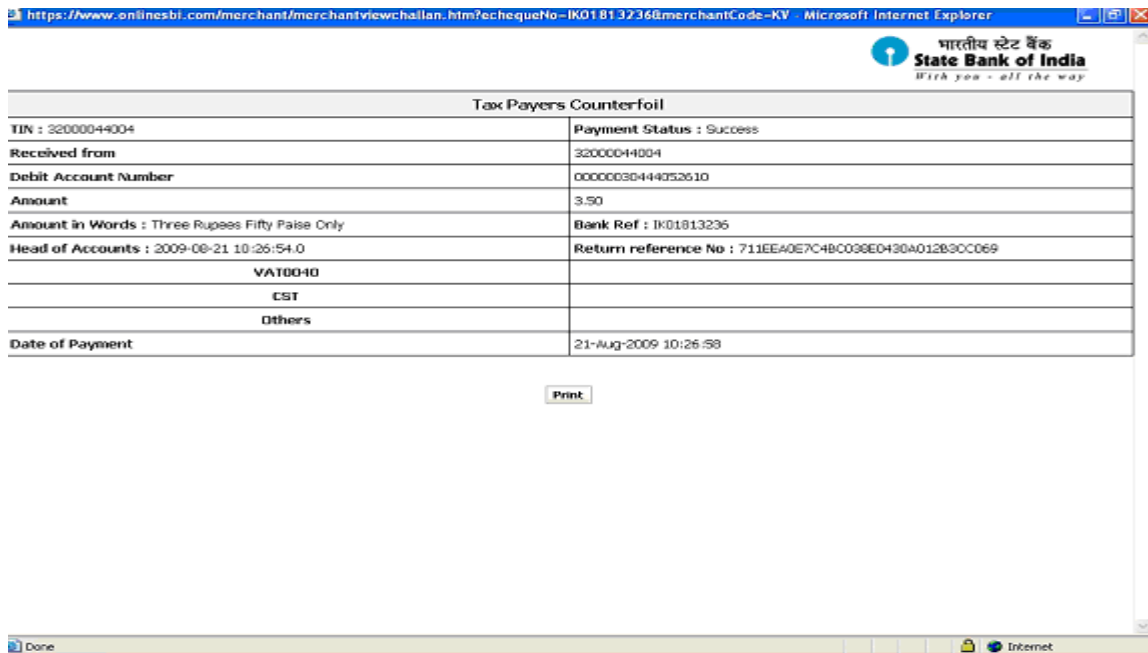 https://www.onlinesbi.com/merchant/merchantviewchallan.htm?echequeNo=IK01813236&merchantCode=KV - Microsoft Internet Explorer
भारतीय स्टेट बैंक
State Bank of India
With you - all the way
Tax Payers Counterfoil
TIN : 32000044004 Payment Status : Success
Received from 32000044004
Debit Account Number 00000030444052610
Amount 3.50
Amount in Words : Three Rupees Fifty Paise Only Bank Ref : IK01813236
Head of Accounts : 2009-08-21 10:26:54.0 Return reference No : 711EEA0E7C4BC038E0430A012B3CC069
VAT0040
CST
Others
Date of Payment 21-Aug-2009 10:26:58
Print
Done Internet